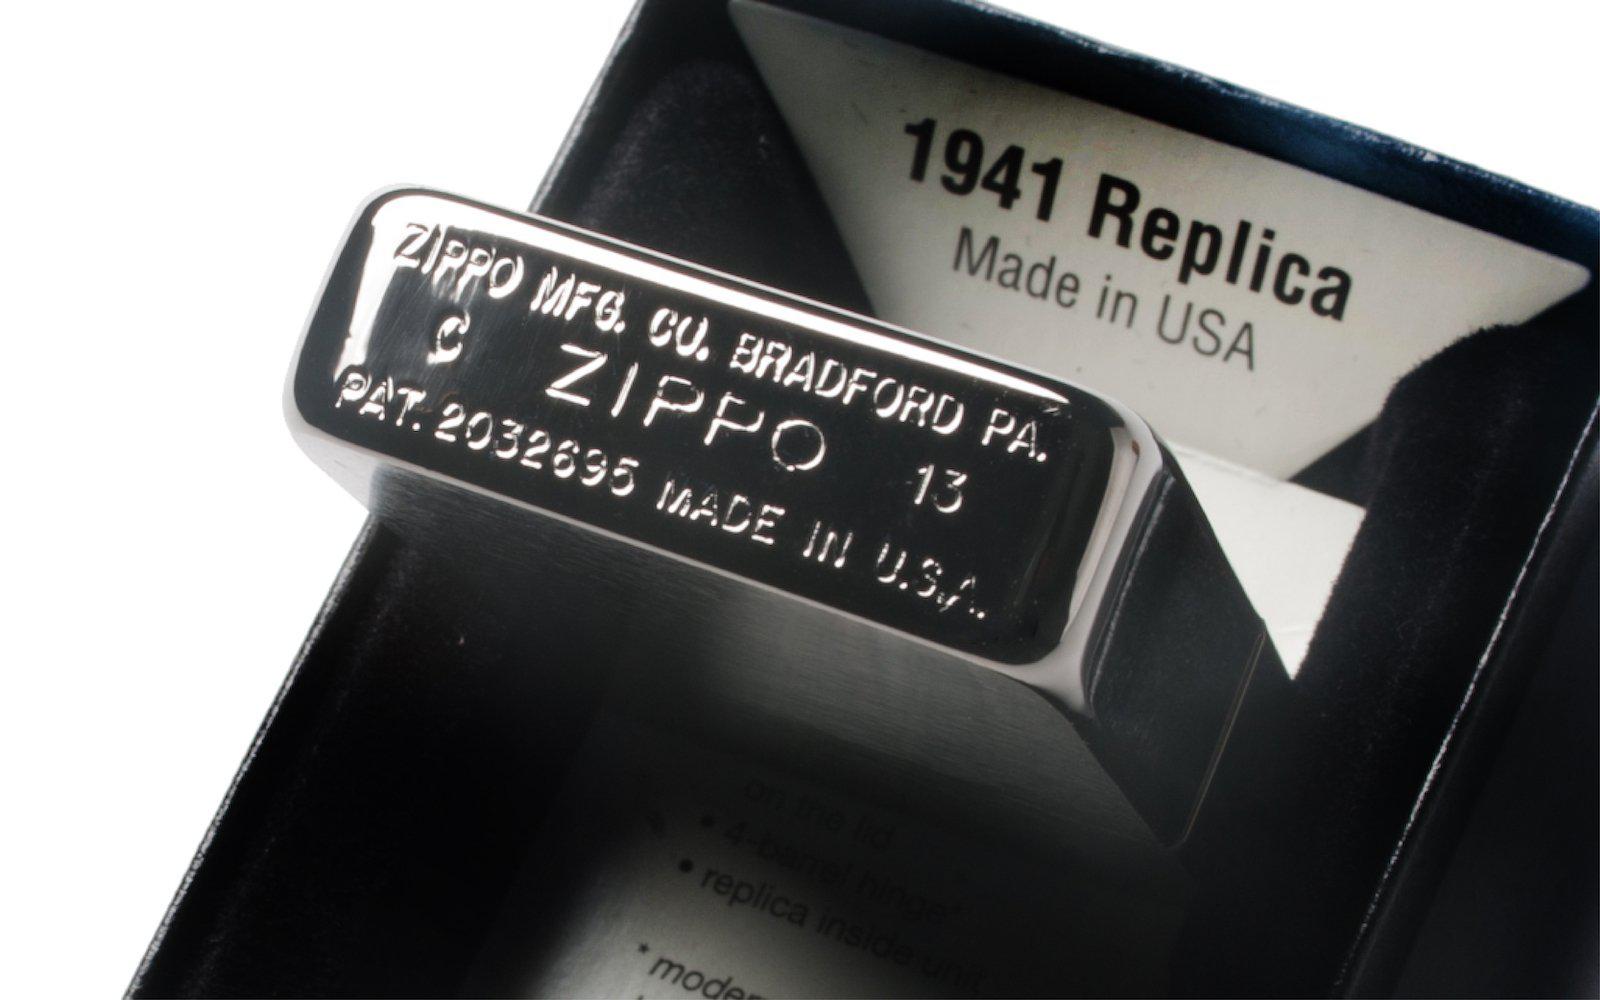 1941 Replica
Made in USA
ZIPPO MFG. CO. BRADFORD PA.
C ZIPPO 13
PAT. 2032695 MADE IN U.S.A.
on the lid
• 4-barrel hinge*
• replica inside unit